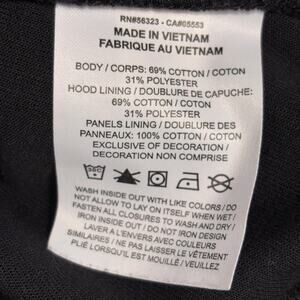 RN#56323 - CA#05553
MADE IN VIETNAM
FABRIQUE AU VIETNAM
BODY / CORPS: 69% COTTON / COTON
31% POLYESTER
HOOD LINING / DOUBLURE DE CAPUCHE:
69% COTTON / COTON
31% POLYESTER
PANELS LINING / DOUBLURE DES
PANNEAUX: 100% COTTON / COTON
EXCLUSIVE OF DECORATION /
DECORATION NON COMPRISE
WASH INSIDE OUT WITH LIKE COLORS / DO
NOT ALLOW TO LAY ON ITSELF WHEN WET /
FASTEN ALL CLOSURES TO WASH AND DRY /
IRON INSIDE OUT / DO NOT IRON DESIGN
LAVER A L'ENVERS AVEC COULEURS
SIMILAIRES / NE PAS LAISSER LE VÊTEMENT
PLIÉ LORSQU'IL EST MOUILLÉ / VEUILLEZ